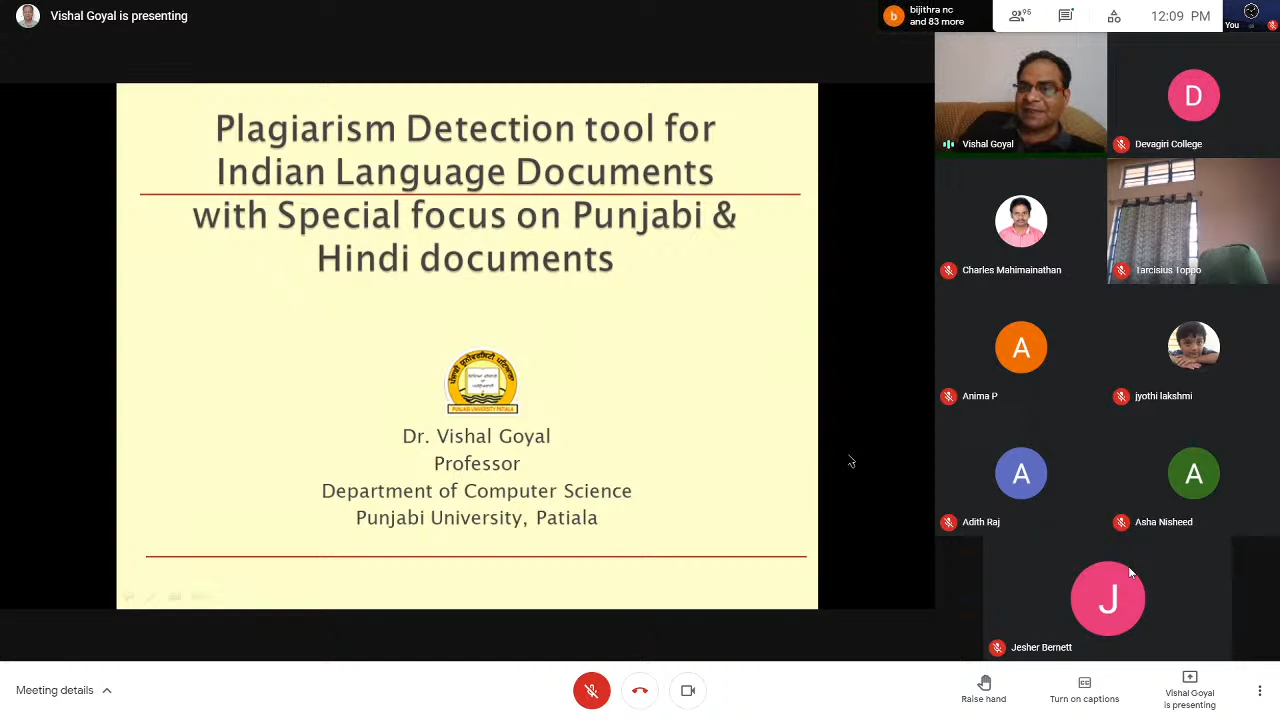 Vishal Goyal is presenting
bijithra nc
and 83 more
b
95
12:09 PM
You
Plagiarism Detection tool for
Indian Language Documents
with Special focus on Punjabi &
Hindi documents
PUNJABI UNIVERSITY PATIALA
Dr. Vishal Goyal
Professor
Department of Computer Science
Punjabi University, Patiala
Vishal Goyal
D
Devagiri College
Charles Mahimainathan
Tarcisius Toppo
A
Anima P
jyothi lakshmi
A
Adith Raj
A
Asha Nisheed
J
Jesher Bernett
Meeting details
Raise hand
Turn on captions
Vishal Goyal
is presenting